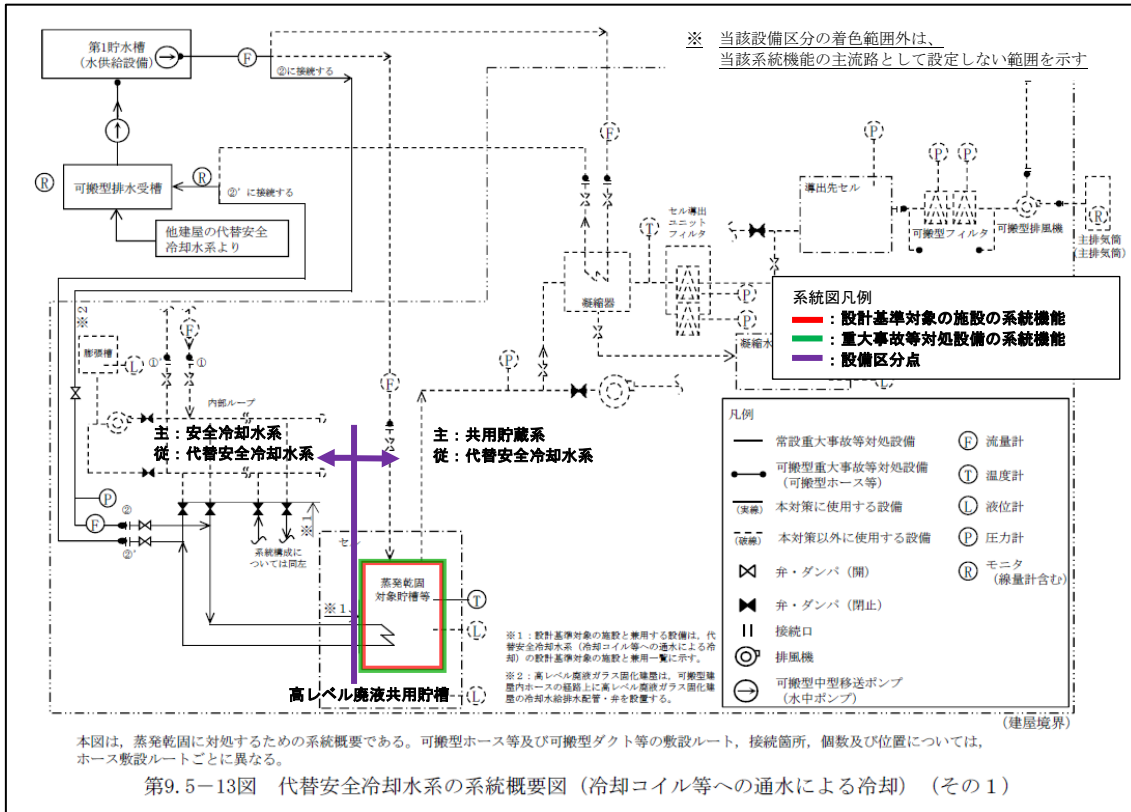 第1貯水槽
(水供給設備)
F
②に接続する
②に接続する
※ 当該設備区分の着色範囲外は、
当該系統機能の主流路として設定しない範囲を示す
R
可搬型排水受槽
R
②’に接続する
他建屋の代替安全
冷却水系より
F
P
P
P
導出先セル
可搬型フィルタ
可搬型排風機
R
主排気筒
(主排気筒)
セル導出
ユニット
フィルタ
T
凝縮器
P
P
凝縮水
系統図凡例
:設計基準対象の施設の系統機能
:重大事故等対処設備の系統機能
:設備区分点
※2
膨張槽
L
①’
F
①
内部ループ
P
F
主:安全冷却水系
従:代替安全冷却水系
主:共用貯蔵系
従:代替安全冷却水系
P
F
②
②’
系統構成に
ついては同左
※1
セル
蒸発乾固
対象貯槽等
※1
T
L
L
高レベル廃液共用貯槽
※1:設計基準対象の施設と兼用する設備は、代
替安全冷却水系(冷却コイル等への通水による冷
却)の設計基準対象の施設と兼用一覧に示す。
※2:高レベル廃液ガラス固化建屋は、可搬型建
屋内ホースの経路上に高レベル廃液ガラス固化建
屋の冷却水給排水配管・弁を設置する。
凡例
常設重大事故等対処設備
可搬型重大事故等対処設備
(可搬型ホース等)
(実線) 本対策に使用する設備
(破線) 本対策以外に使用する設備
弁・ダンパ(開)
弁・ダンパ(閉止)
接続口
排風機
可搬型中型移送ポンプ
(水中ポンプ)
F 流量計
T 温度計
L 液位計
P 圧力計
R モニタ
(線量計含む)
(建屋境界)
本図は,蒸発乾固に対処するための系統概要である。可搬型ホース等及び可搬型ダクト等の敷設ルート,接続箇所,個数及び位置については,
ホース敷設ルートごとに異なる。
第9.5-13図 代替安全冷却水系の系統概要図(冷却コイル等への通水による冷却)(その1)